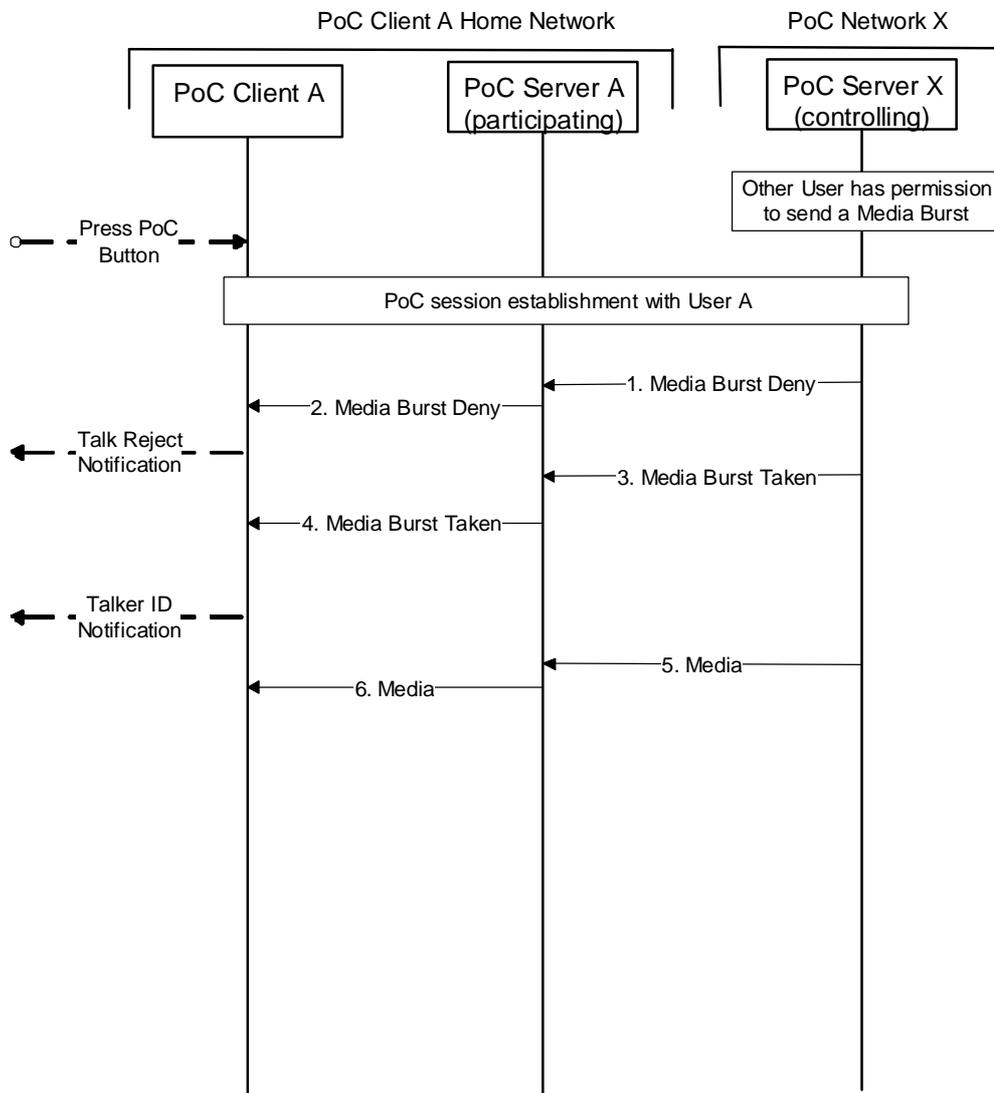 PoC Client A Home Network
PoC Network X
PoC Client A
PoC Server A
(participating)
PoC Server X
(controlling)
Other User has permission
to send a Media Burst
Press PoC
Button
PoC session establishment with User A
1. Media Burst Deny
2. Media Burst Deny
Talk Reject
Notification
3. Media Burst Taken
4. Media Burst Taken
Talker ID
Notification
5. Media
6. Media